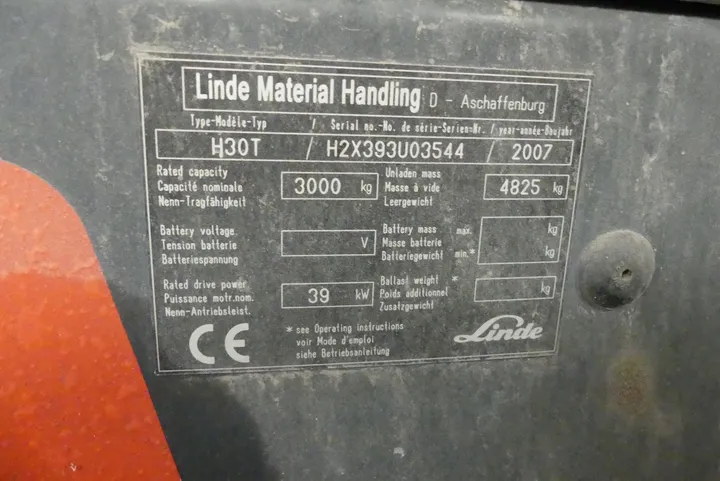 Linde Material Handling D - Aschaffenburg
Type-Modèle-Typ / Serial no.-No. de série-Serien-Nr. / year-année-Baujahr
H30T / H2X393U03544 / 2007
Rated capacity
Capacité nominale 3000 kg
Nenn-Tragfähigkeit
Unladen mass
Masse à vide 4825 kg
Leergewicht
Battery voltage
Tension batterie V
Batteriespannung
Battery mass max. kg
Masse batterie
Batteriegewicht min.* kg
Rated drive power
Puissance motr.nom. 39 kW
Nenn-Antriebsleist.
Ballast weight *
Poids additionnel kg
Zusatzgewicht
CE
* see Operating instructions
voir Mode d'emploi
siehe Betriebsanleitung
Linde